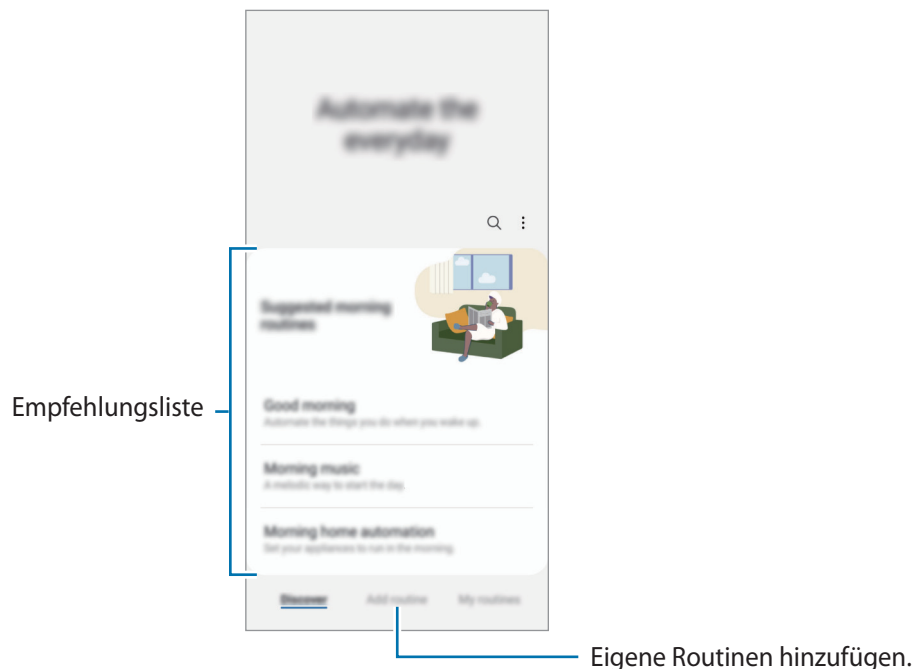 Automate the
everyday
Suggested morning
routines
Empfehlungsliste
Good morning
Automate the things you do when you wake up.
Morning music
A melodic way to start the day.
Morning home automation
Set your appliances to run in the morning.
Discover
Add routine
My routines
Eigene Routinen hinzufügen.